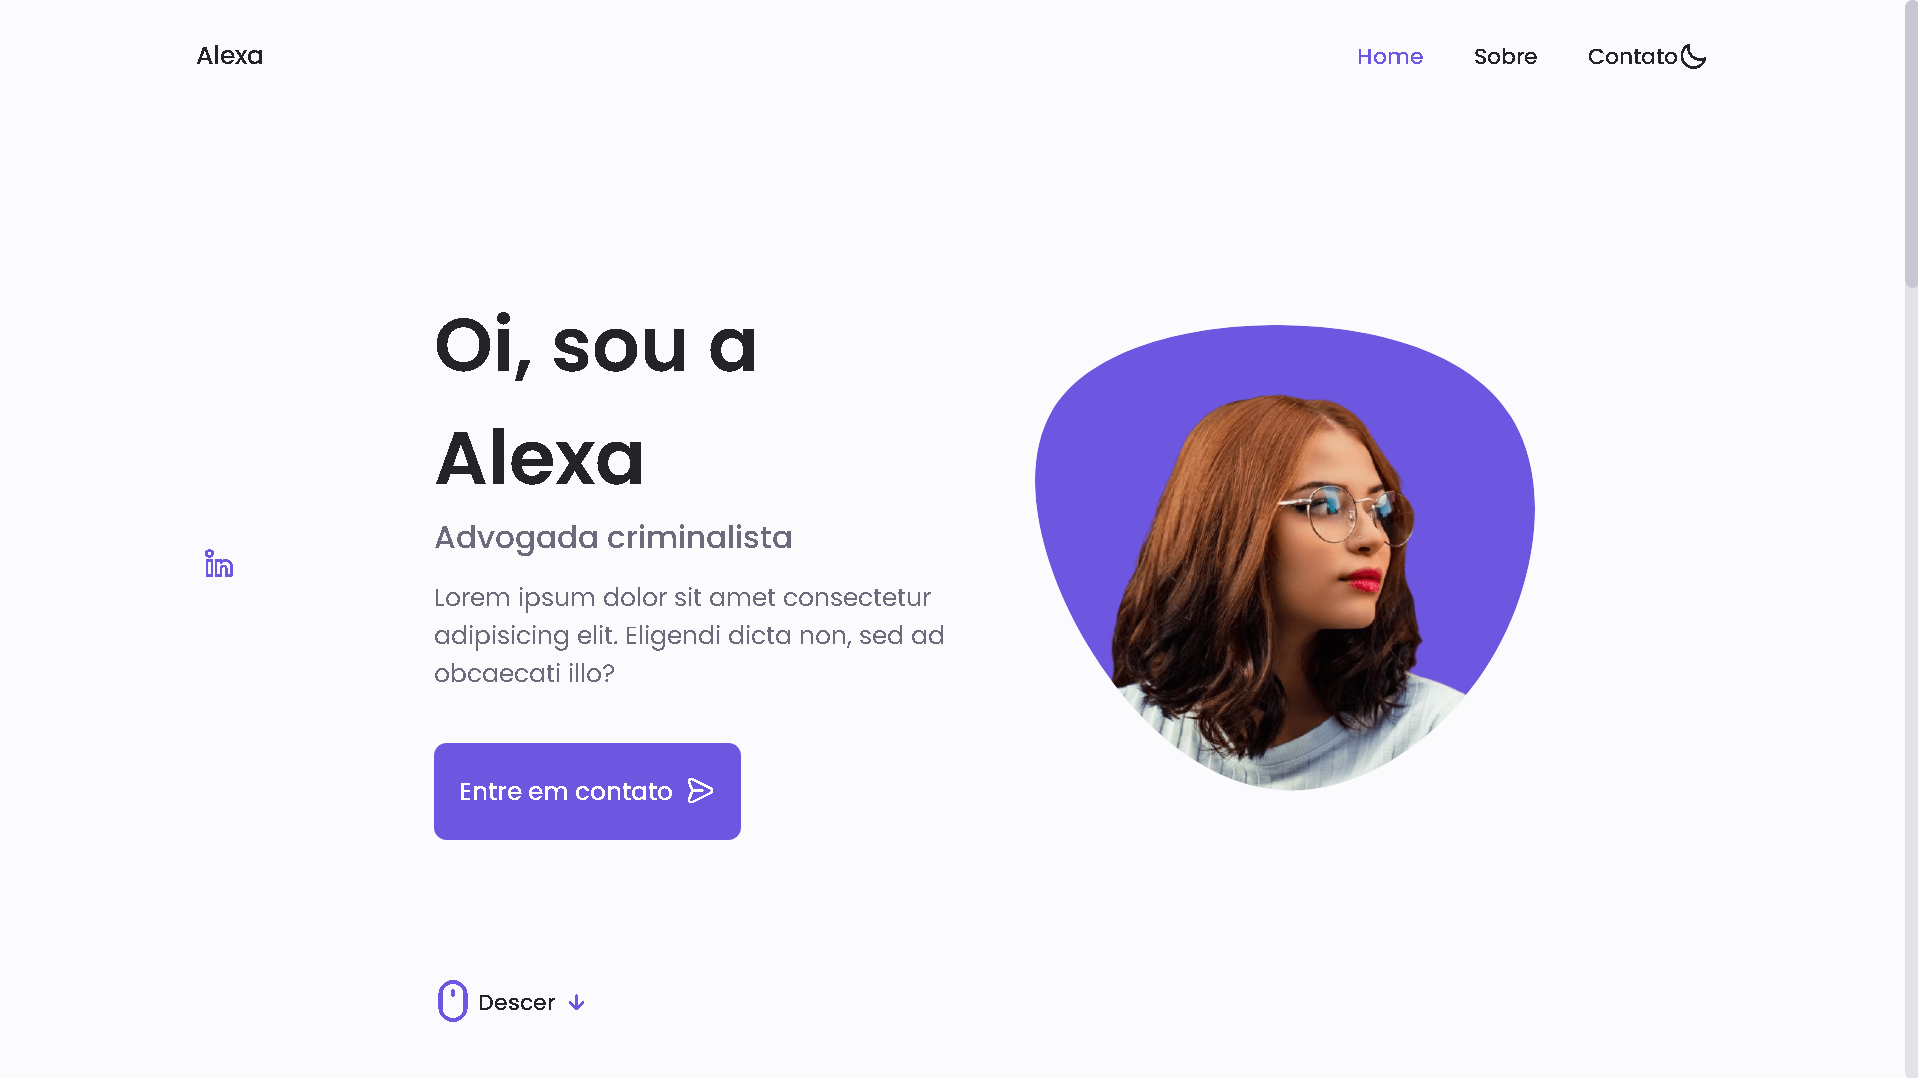 Alexa
Home Sobre Contato
Oi, sou a
Alexa
Advogada criminalista
in
Lorem ipsum dolor sit amet consectetur
adipisicing elit. Eligendi dicta non, sed ad
obcaecati illo?
Entre em contato
Descer